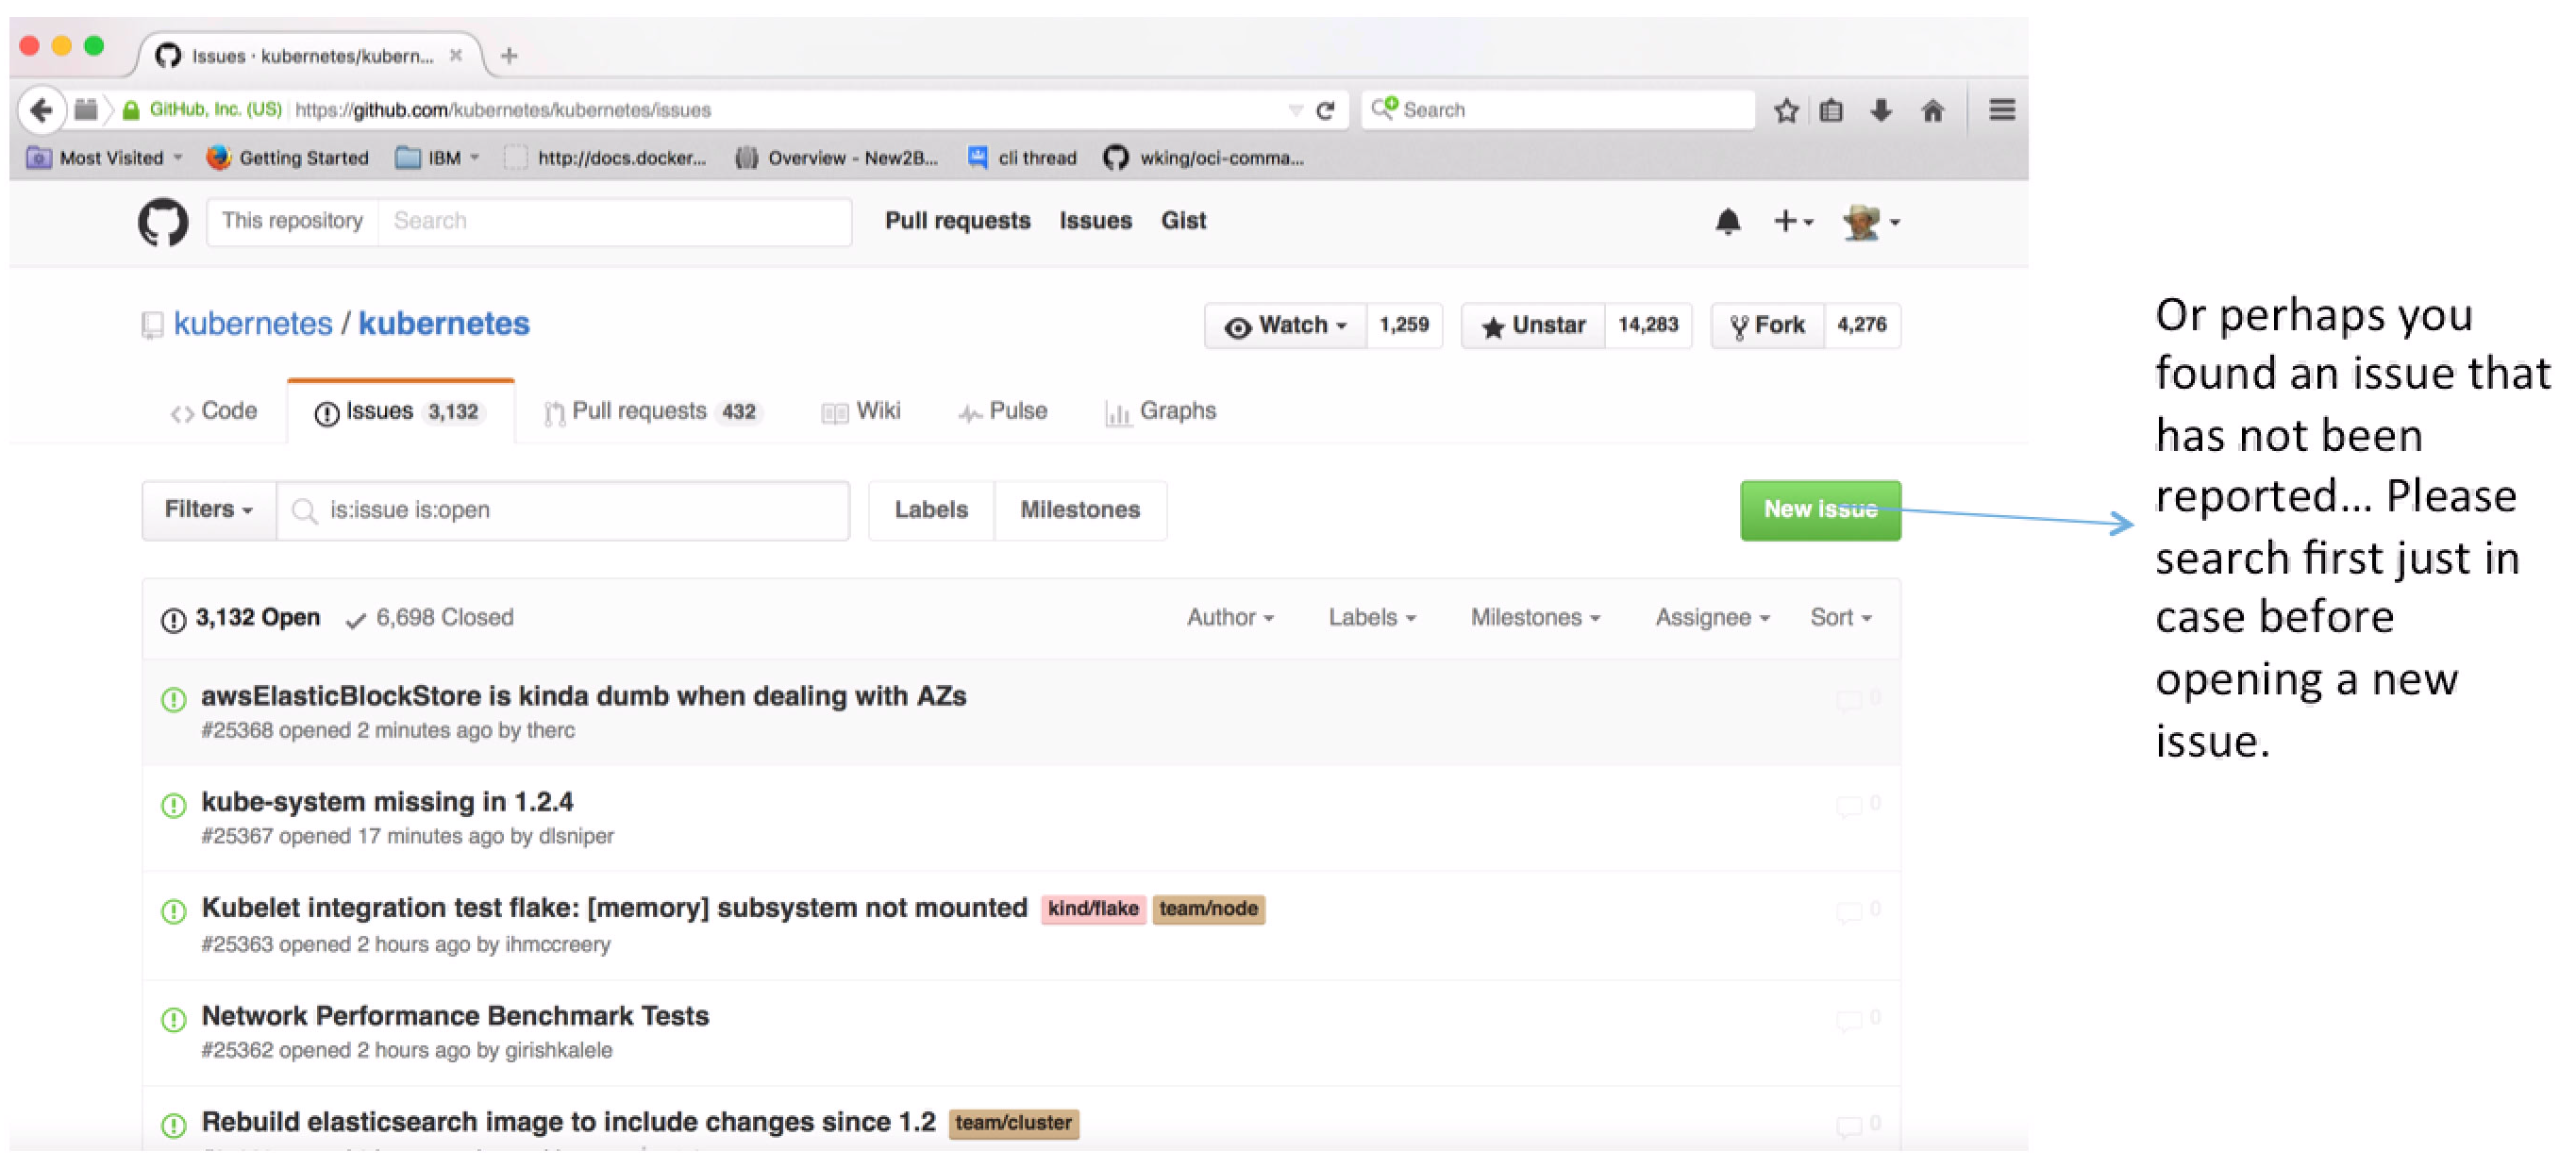 Issues · kubernetes/kubern... × +
GitHub, Inc. (US) https://github.com/kubernetes/kubernetes/issues Search
Most Visited Getting Started IBM http://docs.docker... Overview - New2B... cli thread wking/oci-comma...
This repository Search Pull requests Issues Gist
kubernetes / kubernetes Watch 1,259 Unstar 14,283 Fork 4,276
Code Issues 3,132 Pull requests 432 Wiki Pulse Graphs
Filters is:issue is:open Labels Milestones New issue
3,132 Open 6,698 Closed Author Labels Milestones Assignee Sort
awsElasticBlockStore is kinda dumb when dealing with AZs 0
#25368 opened 2 minutes ago by therc
kube-system missing in 1.2.4 0
#25367 opened 17 minutes ago by dlsniper
Kubelet integration test flake: [memory] subsystem not mounted kind/flake team/node 0
#25363 opened 2 hours ago by ihmccreery
Network Performance Benchmark Tests 0
#25362 opened 2 hours ago by girishkalele
Rebuild elasticsearch image to include changes since 1.2 team/cluster 0
Or perhaps you
found an issue that
has not been
reported... Please
search first just in
case before
opening a new
issue.